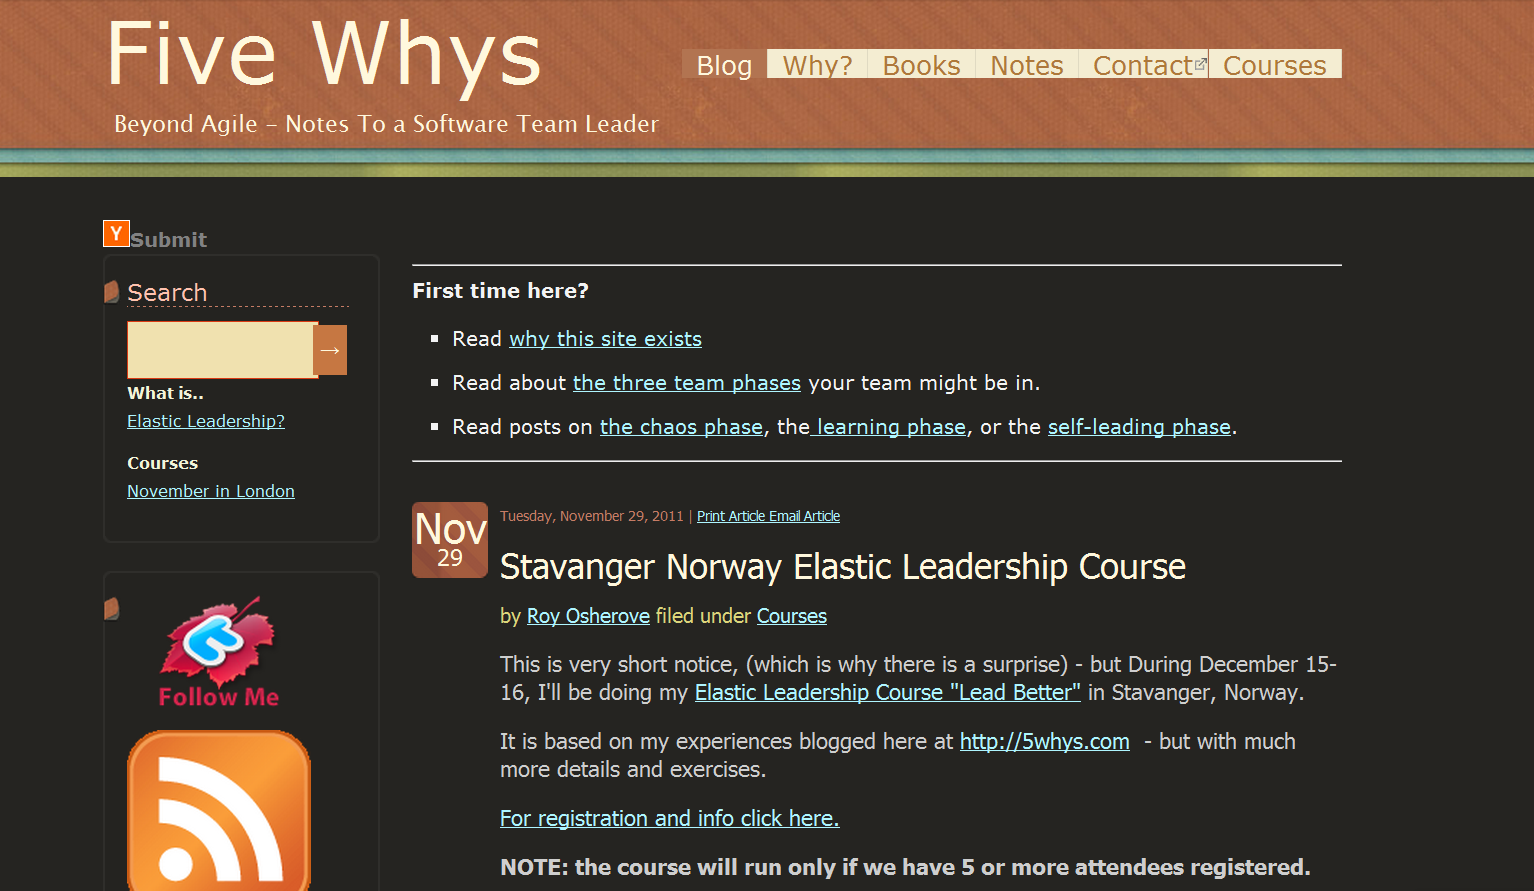 Five Whys
Beyond Agile – Notes To a Software Team Leader
Blog Why? Books Notes Contact Courses
Y Submit
Search
→
What is..
Elastic Leadership?
Courses
November in London
Follow Me
First time here?
Read why this site exists
Read about the three team phases your team might be in.
Read posts on the chaos phase, the learning phase, or the self-leading phase.
Nov
29
Tuesday, November 29, 2011 | Print Article Email Article
Stavanger Norway Elastic Leadership Course
by Roy Osherove filed under Courses
This is very short notice, (which is why there is a surprise) - but During December 15-
16, I'll be doing my Elastic Leadership Course "Lead Better" in Stavanger, Norway.
It is based on my experiences blogged here at http://5whys.com - but with much
more details and exercises.
For registration and info click here.
NOTE: the course will run only if we have 5 or more attendees registered.